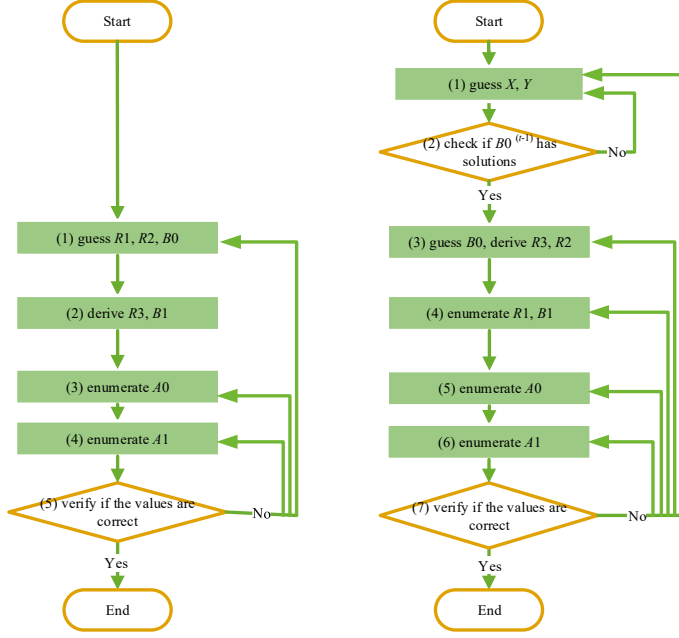 Start
(1) guess R1, R2, B0
(2) derive R3, B1
(3) enumerate A0
(4) enumerate A1
(5) verify if the values are
correct
No
Yes
End
Start
(1) guess X, Y
(2) check if B0 (t-1) has
solutions
No
Yes
(3) guess B0, derive R3, R2
(4) enumerate R1, B1
(5) enumerate A0
(6) enumerate A1
(7) verify if the values are
correct
No
Yes
End